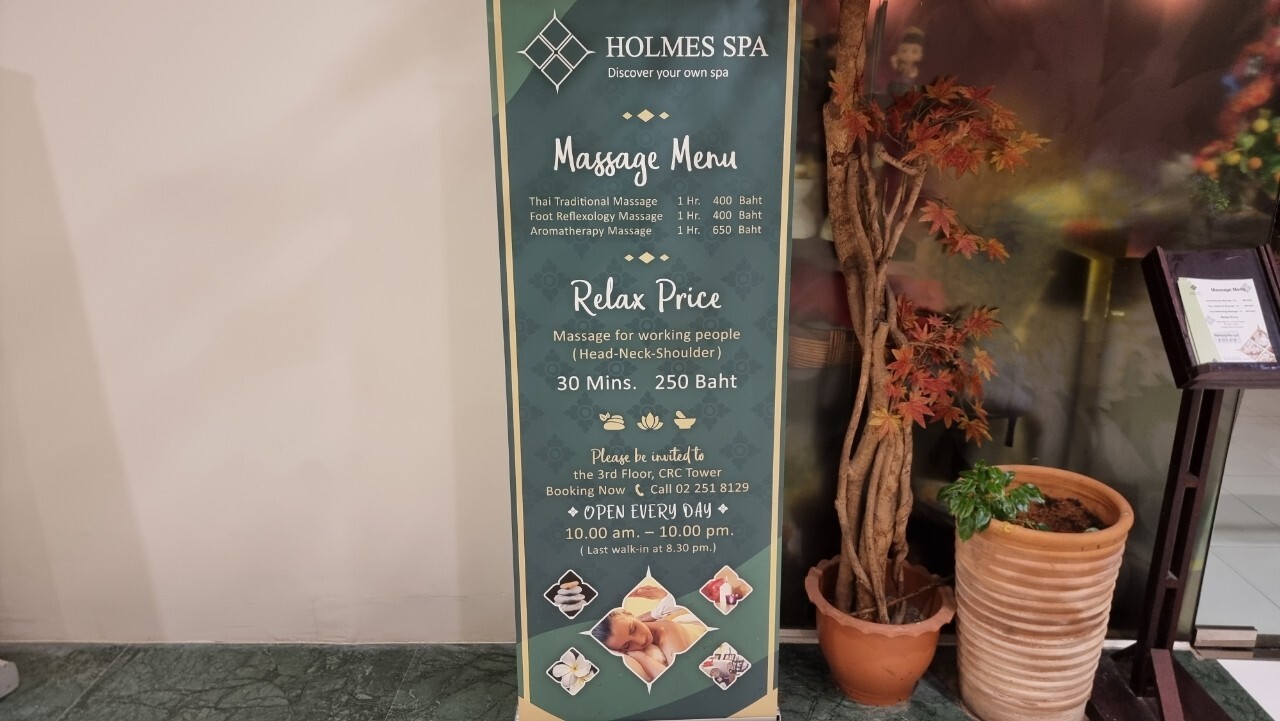 HOLMES SPA
Discover your own spa
Massage Menu
Thai Traditional Massage 1 Hr. 400 Baht
Foot Reflexology Massage 1 Hr. 400 Baht
Aromatherapy Massage 1 Hr. 650 Baht
Relax Price
Massage for working people
(Head-Neck-Shoulder)
30 Mins. 250 Baht
Please be invited to
the 3rd Floor, CRC Tower
Booking Now Call 02 251 8129
OPEN EVERY DAY
10.00 am. – 10.00 pm.
( Last walk-in at 8.30 pm.)
Massage Menu